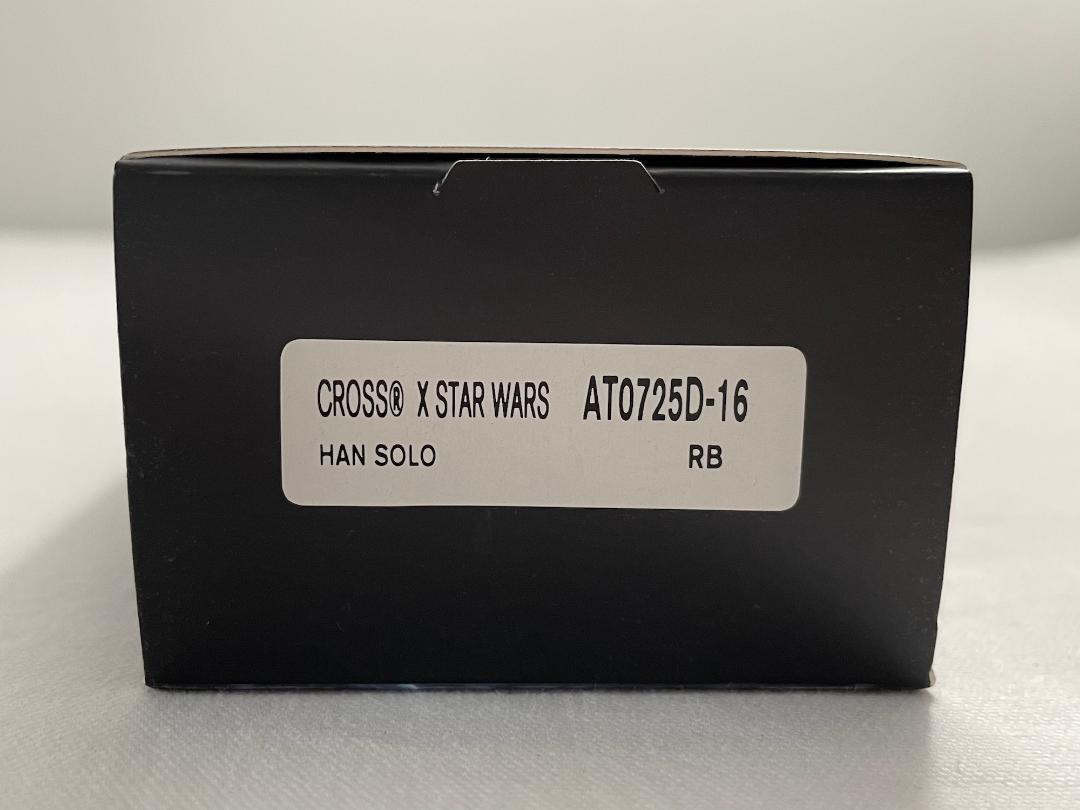 CROSS® X STAR WARS AT0725D-16
HAN SOLO RB